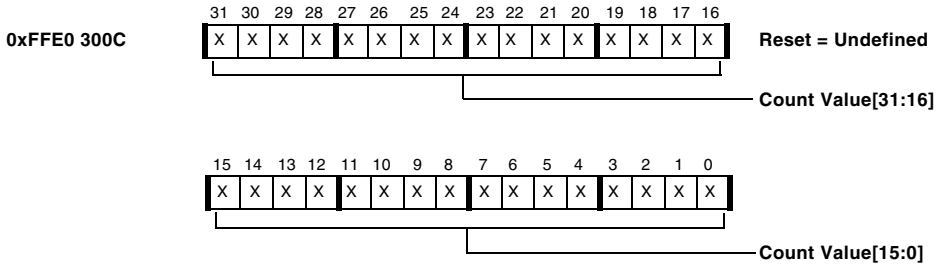 31 30 29 28 27 26 25 24 23 22 21 20 19 18 17 16
0xFFE0 300C X X X X X X X X X X X X X X X X Reset = Undefined
Count Value[31:16]
15 14 13 12 11 10 9 8 7 6 5 4 3 2 1 0
X X X X X X X X X X X X X X X X
Count Value[15:0]